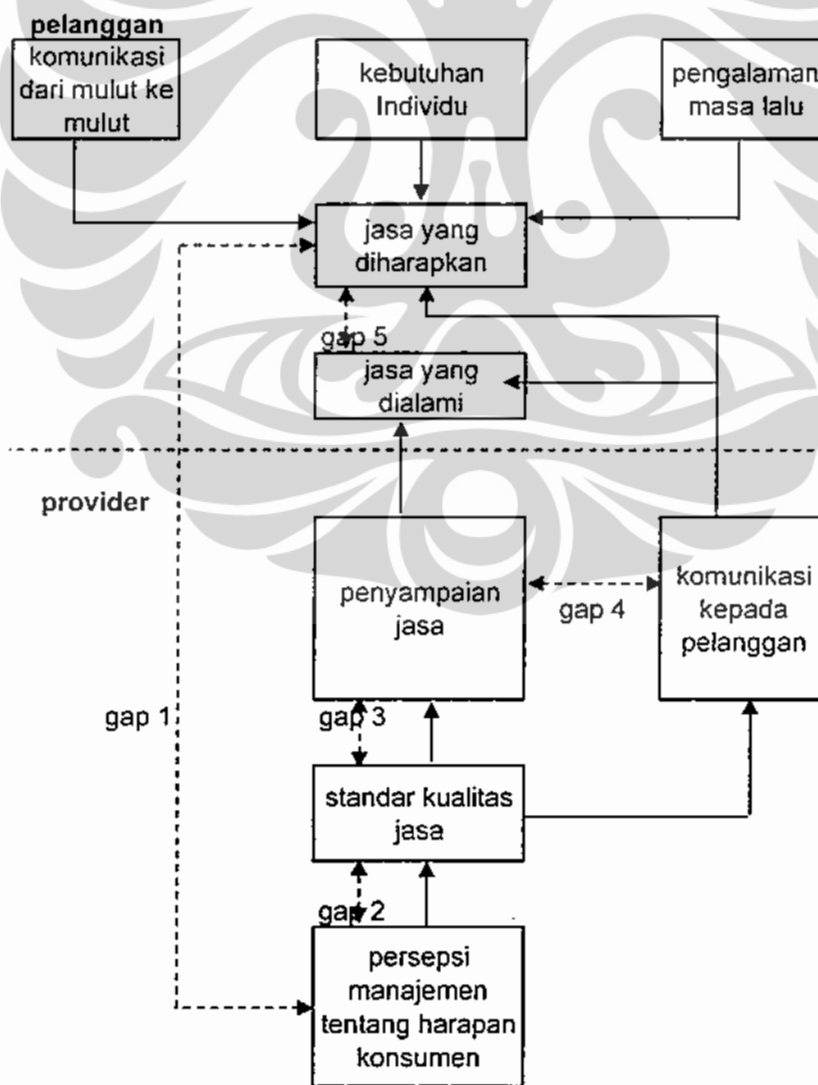 pelanggan
komunikasi
dari mulut ke
mulut
kebutuhan
Individu
pengalaman
masa lalu
jasa yang
diharapkan
gap 5
jasa yang
dialami
provider
penyampaian
jasa
gap 4
komunikasi
kepada
pelanggan
gap 1
gap 3
standar kualitas
jasa
gap 2
persepsi
manajemen
tentang harapan
konsumen